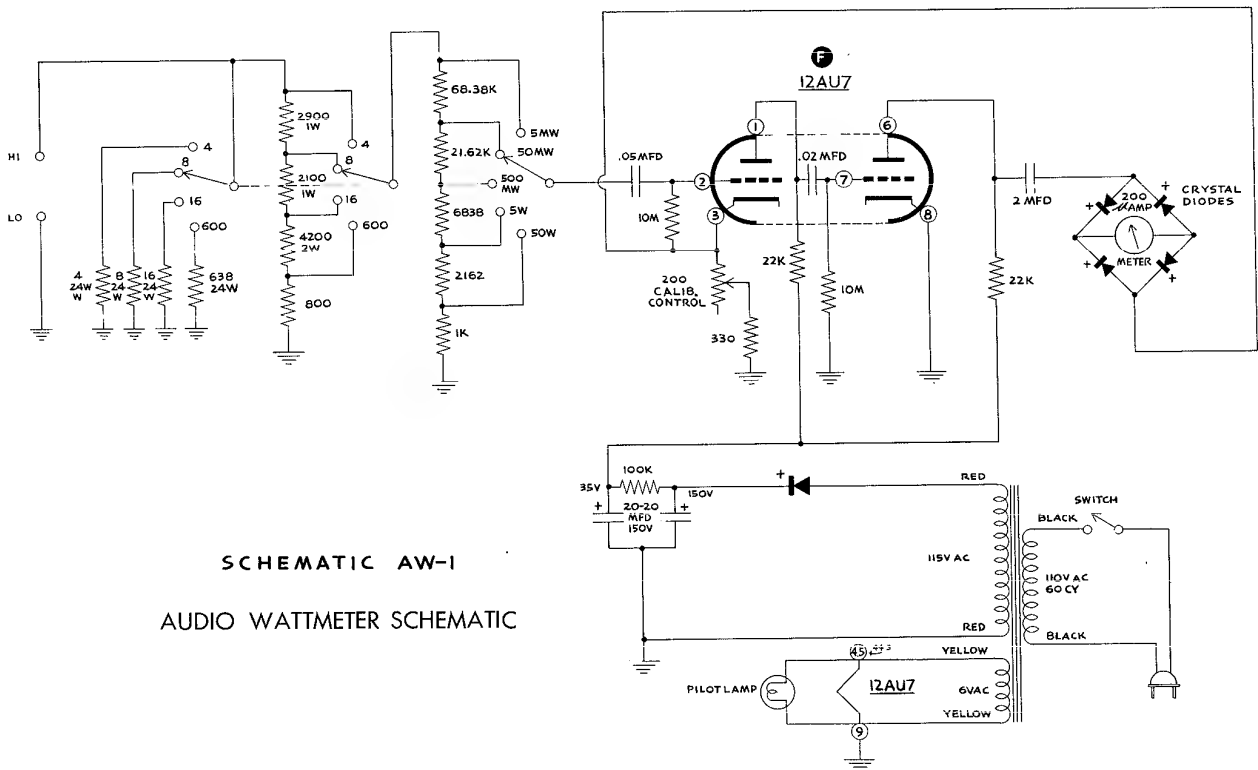 F
12AU7
HI
LO
4
8
16
600
4
24W
W
8
24
W
16
24
W
638
24W
2900
1W
2100
1W
4200
2W
800
4
8
16
600
68.38K
21.62K
6838
2162
1K
5MW
50MW
500
MW
5W
50W
.05MFD
10M
200
CALIB.
CONTROL
330
1
2
3
.02MFD
22K
10M
6
7
8
2 MFD
22K
+
+
+
+
200
µAMP
METER
CRYSTAL
DIODES
35V
100K
150V
+
+
20-20
MFD
150V
+
RED
115V AC
RED
BLACK
SWITCH
110V AC
60 CY
BLACK
YELLOW
6VAC
YELLOW
PILOT LAMP
45
12AU7
9
SCHEMATIC AW-1
AUDIO WATTMETER SCHEMATIC